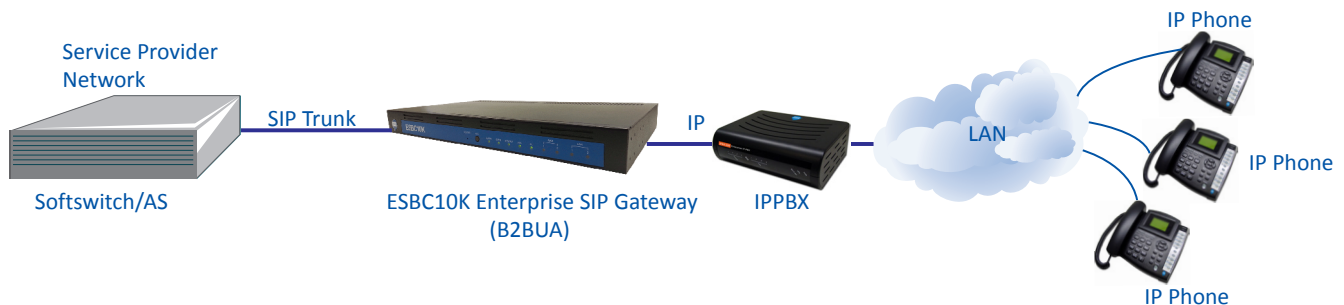 IP Phone
Service Provider
Network
SIP Trunk
ESBC10K
IP
LAN
IP Phone
Softswitch/AS
ESBC10K Enterprise SIP Gateway
(B2BUA)
IPPBX
IP Phone